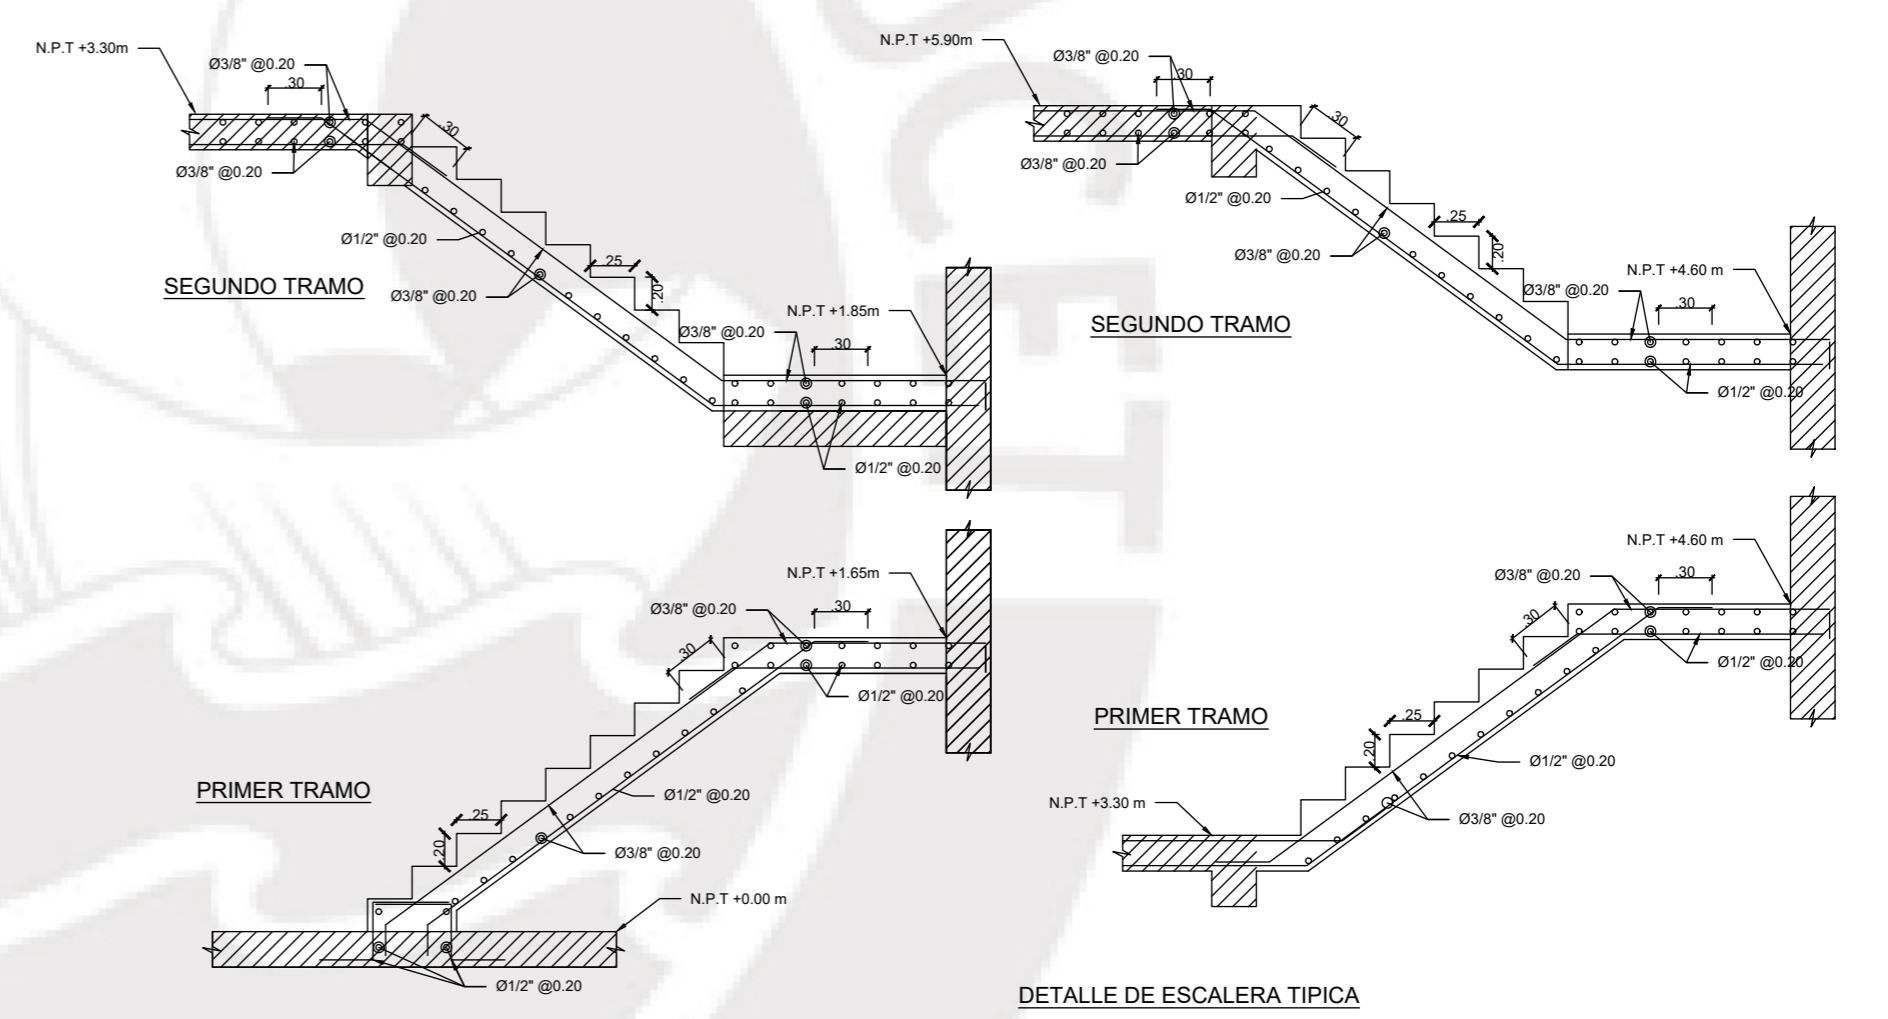 N.P.T +3.30m
Ø3/8" @0.20
.30
.30
Ø3/8" @0.20
Ø1/2" @0.20
.25
SEGUNDO TRAMO
Ø3/8" @0.20
.20
N.P.T +1.85m
Ø3/8" @0.20
.30
Ø1/2" @0.20
N.P.T +5.90m
Ø3/8" @0.20
.30
.30
Ø3/8" @0.20
Ø1/2" @0.20
.25
Ø3/8" @0.20
.20
N.P.T +4.60 m
Ø3/8" @0.20
.30
SEGUNDO TRAMO
Ø1/2" @0.20
N.P.T +1.65m
Ø3/8" @0.20
.30
.30
Ø1/2" @0.20
PRIMER TRAMO
Ø1/2" @0.20
.25
.20
Ø3/8" @0.20
N.P.T +0.00 m
Ø1/2" @0.20
N.P.T +4.60 m
Ø3/8" @0.20
.30
.30
Ø1/2" @0.20
PRIMER TRAMO
.25
.20
Ø1/2" @0.20
N.P.T +3.30 m
Ø3/8" @0.20
DETALLE DE ESCALERA TIPICA